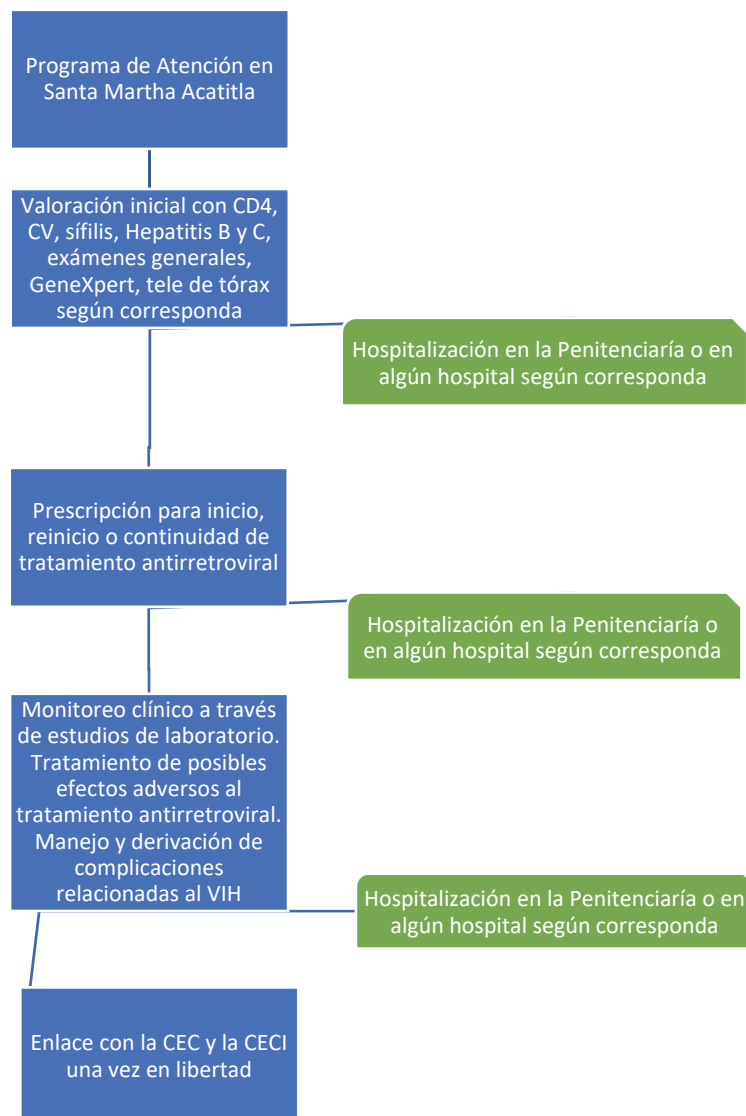 Programa de Atención en
Santa Martha Acatitla
Valoración inicial con CD4,
CV, sífilis, Hepatitis B y C,
exámenes generales,
GeneXpert, tele de tórax
según corresponda
Hospitalización en la Penitenciaría o en
algún hospital según corresponda
Prescripción para inicio,
reinicio o continuidad de
tratamiento antirretroviral
Hospitalización en la Penitenciaría o
en algún hospital según corresponda
Monitoreo clínico a través
de estudios de laboratorio.
Tratamiento de posibles
efectos adversos al
tratamiento antirretroviral.
Manejo y derivación de
complicaciones
relacionadas al VIH
Hospitalización en la Penitenciaría o en
algún hospital según corresponda
Enlace con la CEC y la CECI
una vez en libertad